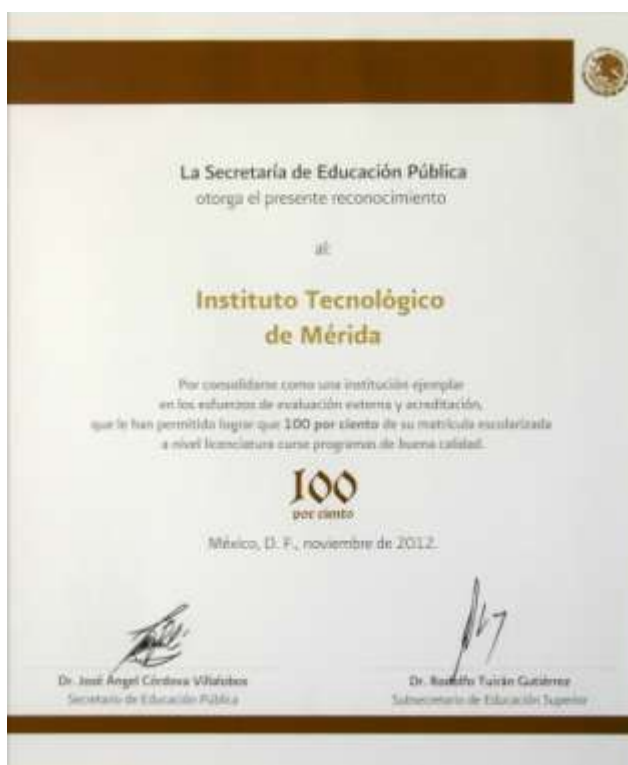 La Secretaría de Educación Pública
otorga el presente reconocimiento
al:
Instituto Tecnológico
de Mérida
Por consolidarse como una institución ejemplar
en los esfuerzos de evaluación externa y acreditación,
que le han permitido lograr que 100 por ciento de su matrícula escolarizada
a nivel licenciatura curse programas de buena calidad.
100
por ciento
México, D. F., noviembre de 2012.
Dr. José Ángel Córdova Villalobos
Secretario de Educación Pública
Dr. Rodolfo Tuirán Gutiérrez
Subsecretario de Educación Superior